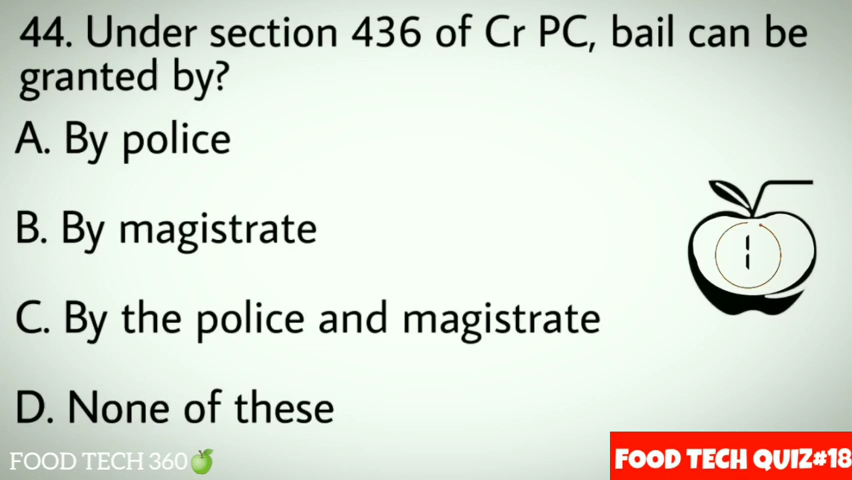 44. Under section 436 of Cr PC, bail can be
granted by?
A. By police
B. By magistrate
1
C. By the police and magistrate
D. None of these
FOOD TECH 360
FOOD TECH QUIZ#18